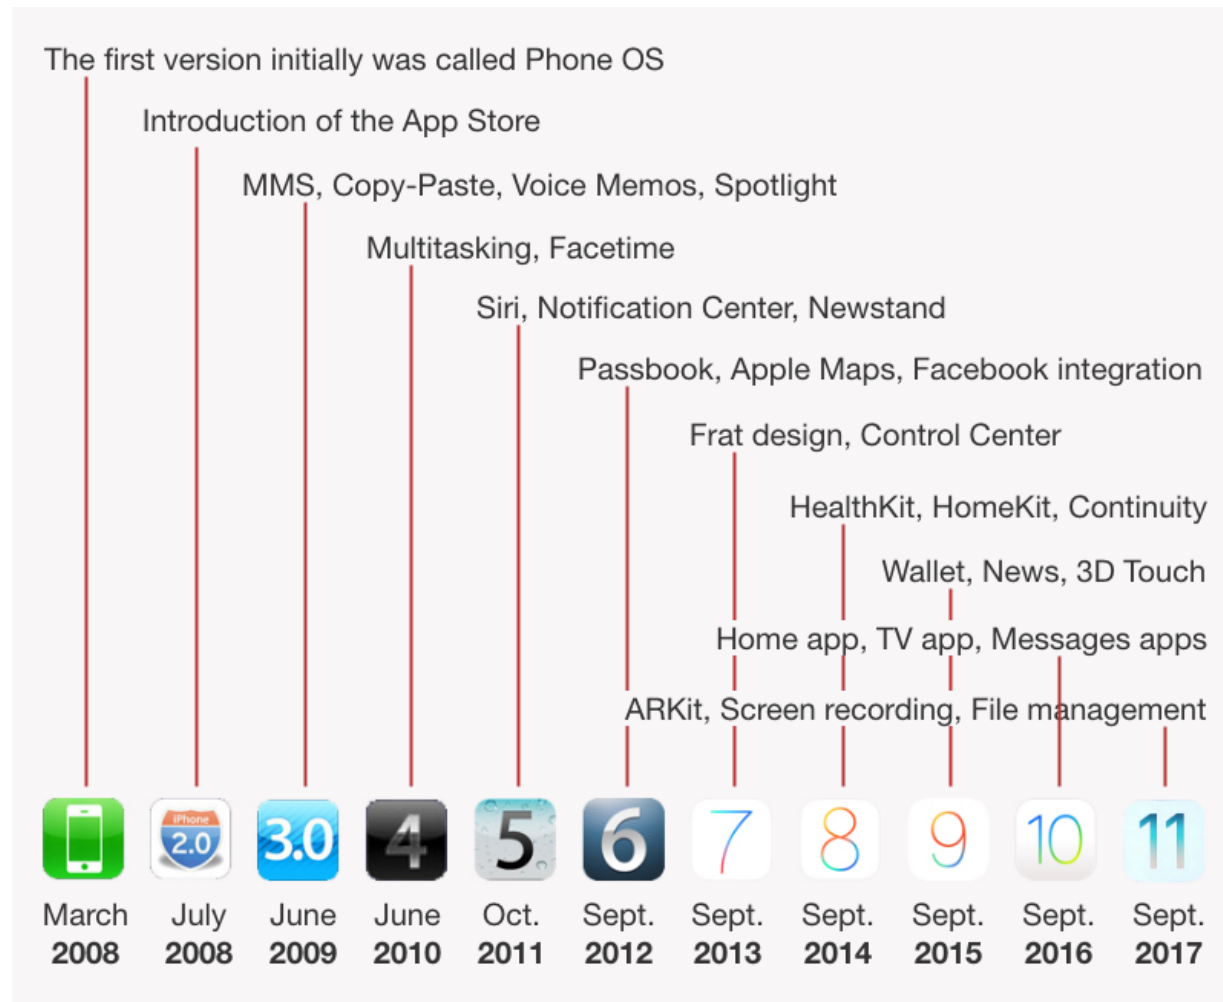 The first version initially was called Phone OS
Introduction of the App Store
MMS, Copy-Paste, Voice Memos, Spotlight
Multitasking, Facetime
Siri, Notification Center, Newstand
Passbook, Apple Maps, Facebook integration
Frat design, Control Center
HealthKit, HomeKit, Continuity
Wallet, News, 3D Touch
Home app, TV app, Messages apps
ARKit, Screen recording, File management
iPhone
2.0 3.0 4 5 6 7 8 9 10 11
March July June June Oct. Sept. Sept. Sept. Sept. Sept. Sept.
2008 2008 2009 2010 2011 2012 2013 2014 2015 2016 2017